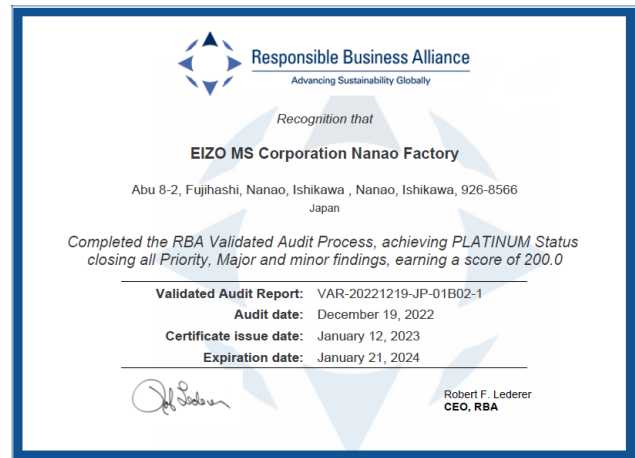 Responsible Business Alliance
Advancing Sustainability Globally
Recognition that
EIZO MS Corporation Nanao Factory
Abu 8-2, Fujihashi, Nanao, Ishikawa , Nanao, Ishikawa, 926-8566
Japan
Completed the RBA Validated Audit Process, achieving PLATINUM Status
closing all Priority, Major and minor findings, earning a score of 200.0
Validated Audit Report: VAR-20221219-JP-01B02-1
Audit date: December 19, 2022
Certificate issue date: January 12, 2023
Expiration date: January 21, 2024
Robert F. Lederer
CEO, RBA